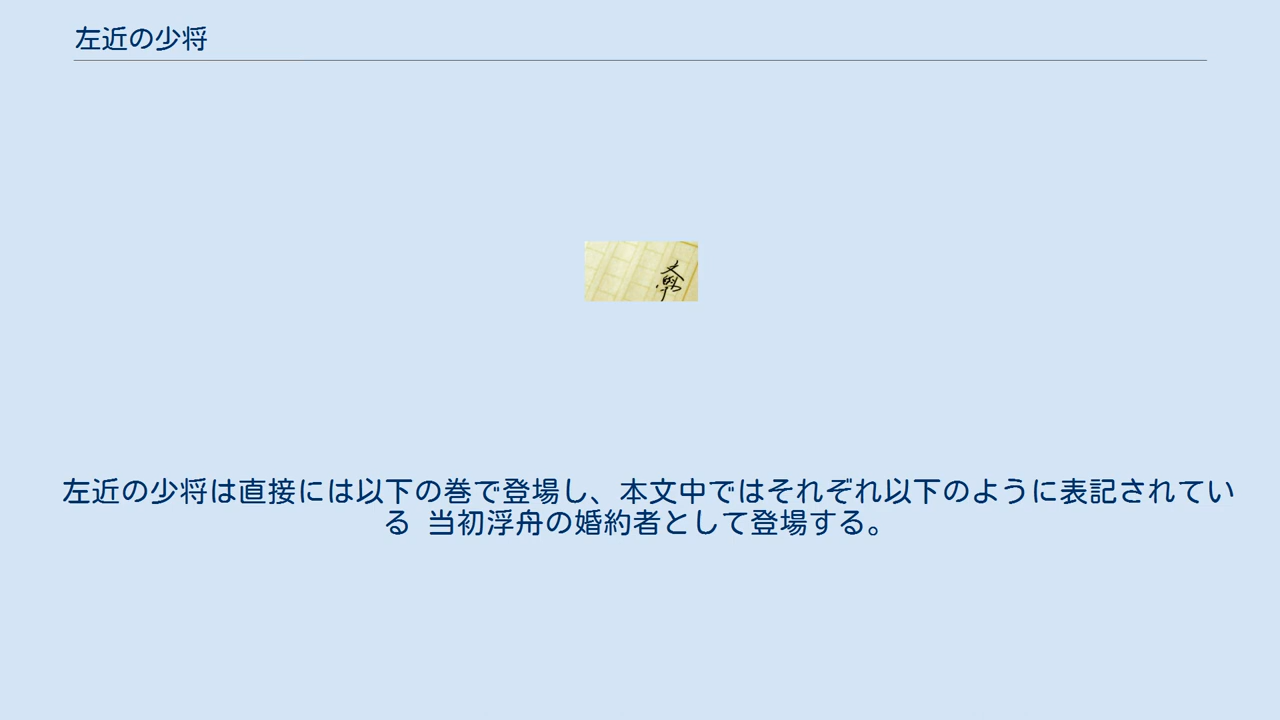 左近の少将
左近の少将は直接には以下の巻で登場し、本文中ではそれぞれ以下のように表記されてい
る 当初浮舟の婚約者として登場する。